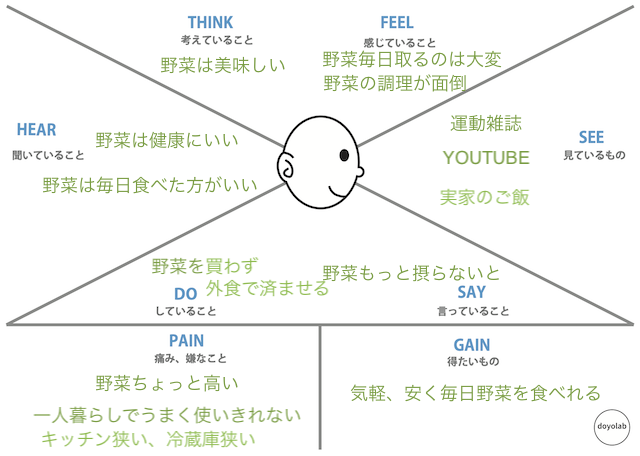 THINK
考えていること
野菜は美味しい
FEEL
感じていること
野菜毎日取るのは大変
野菜の調理が面倒
HEAR
聞いていること
野菜は健康にいい
野菜は毎日食べた方がいい
SEE
見ているもの
運動雑誌
YOUTUBE
実家のご飯
野菜を買わず
外食で済ませる
DO
していること
野菜もっと摂らないと
SAY
言っていること
PAIN
痛み、嫌なこと
野菜ちょっと高い
一人暮らしでうまく使いきれない
キッチン狭い、冷蔵庫狭い
GAIN
得たいもの
気軽、安く毎日野菜を食べれる
doyolab